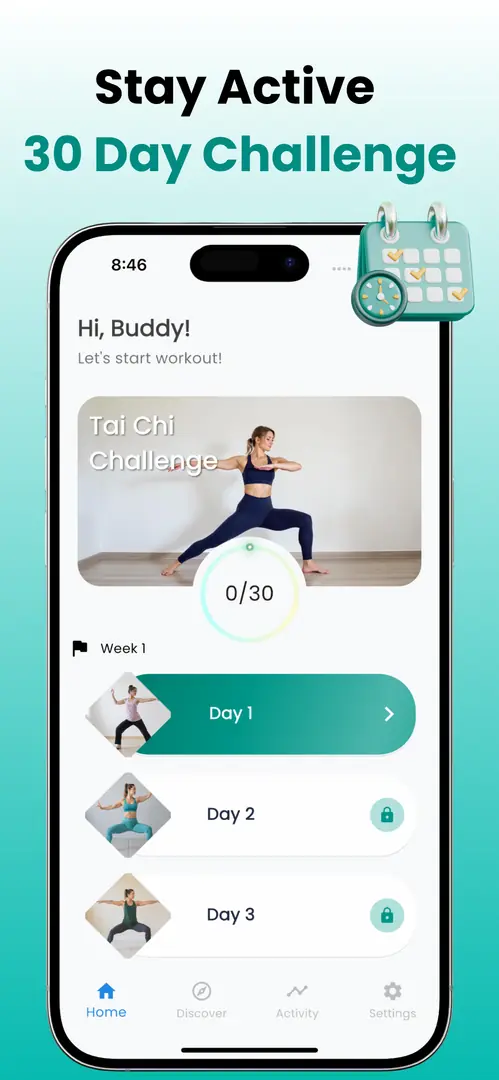 Stay Active
30 Day Challenge
8:46
Hi, Buddy!
Let's start workout!
Tai Chi
Challenge
0/30
Week 1
Day 1
Day 2
Day 3
Home
Discover
Activity
Settings